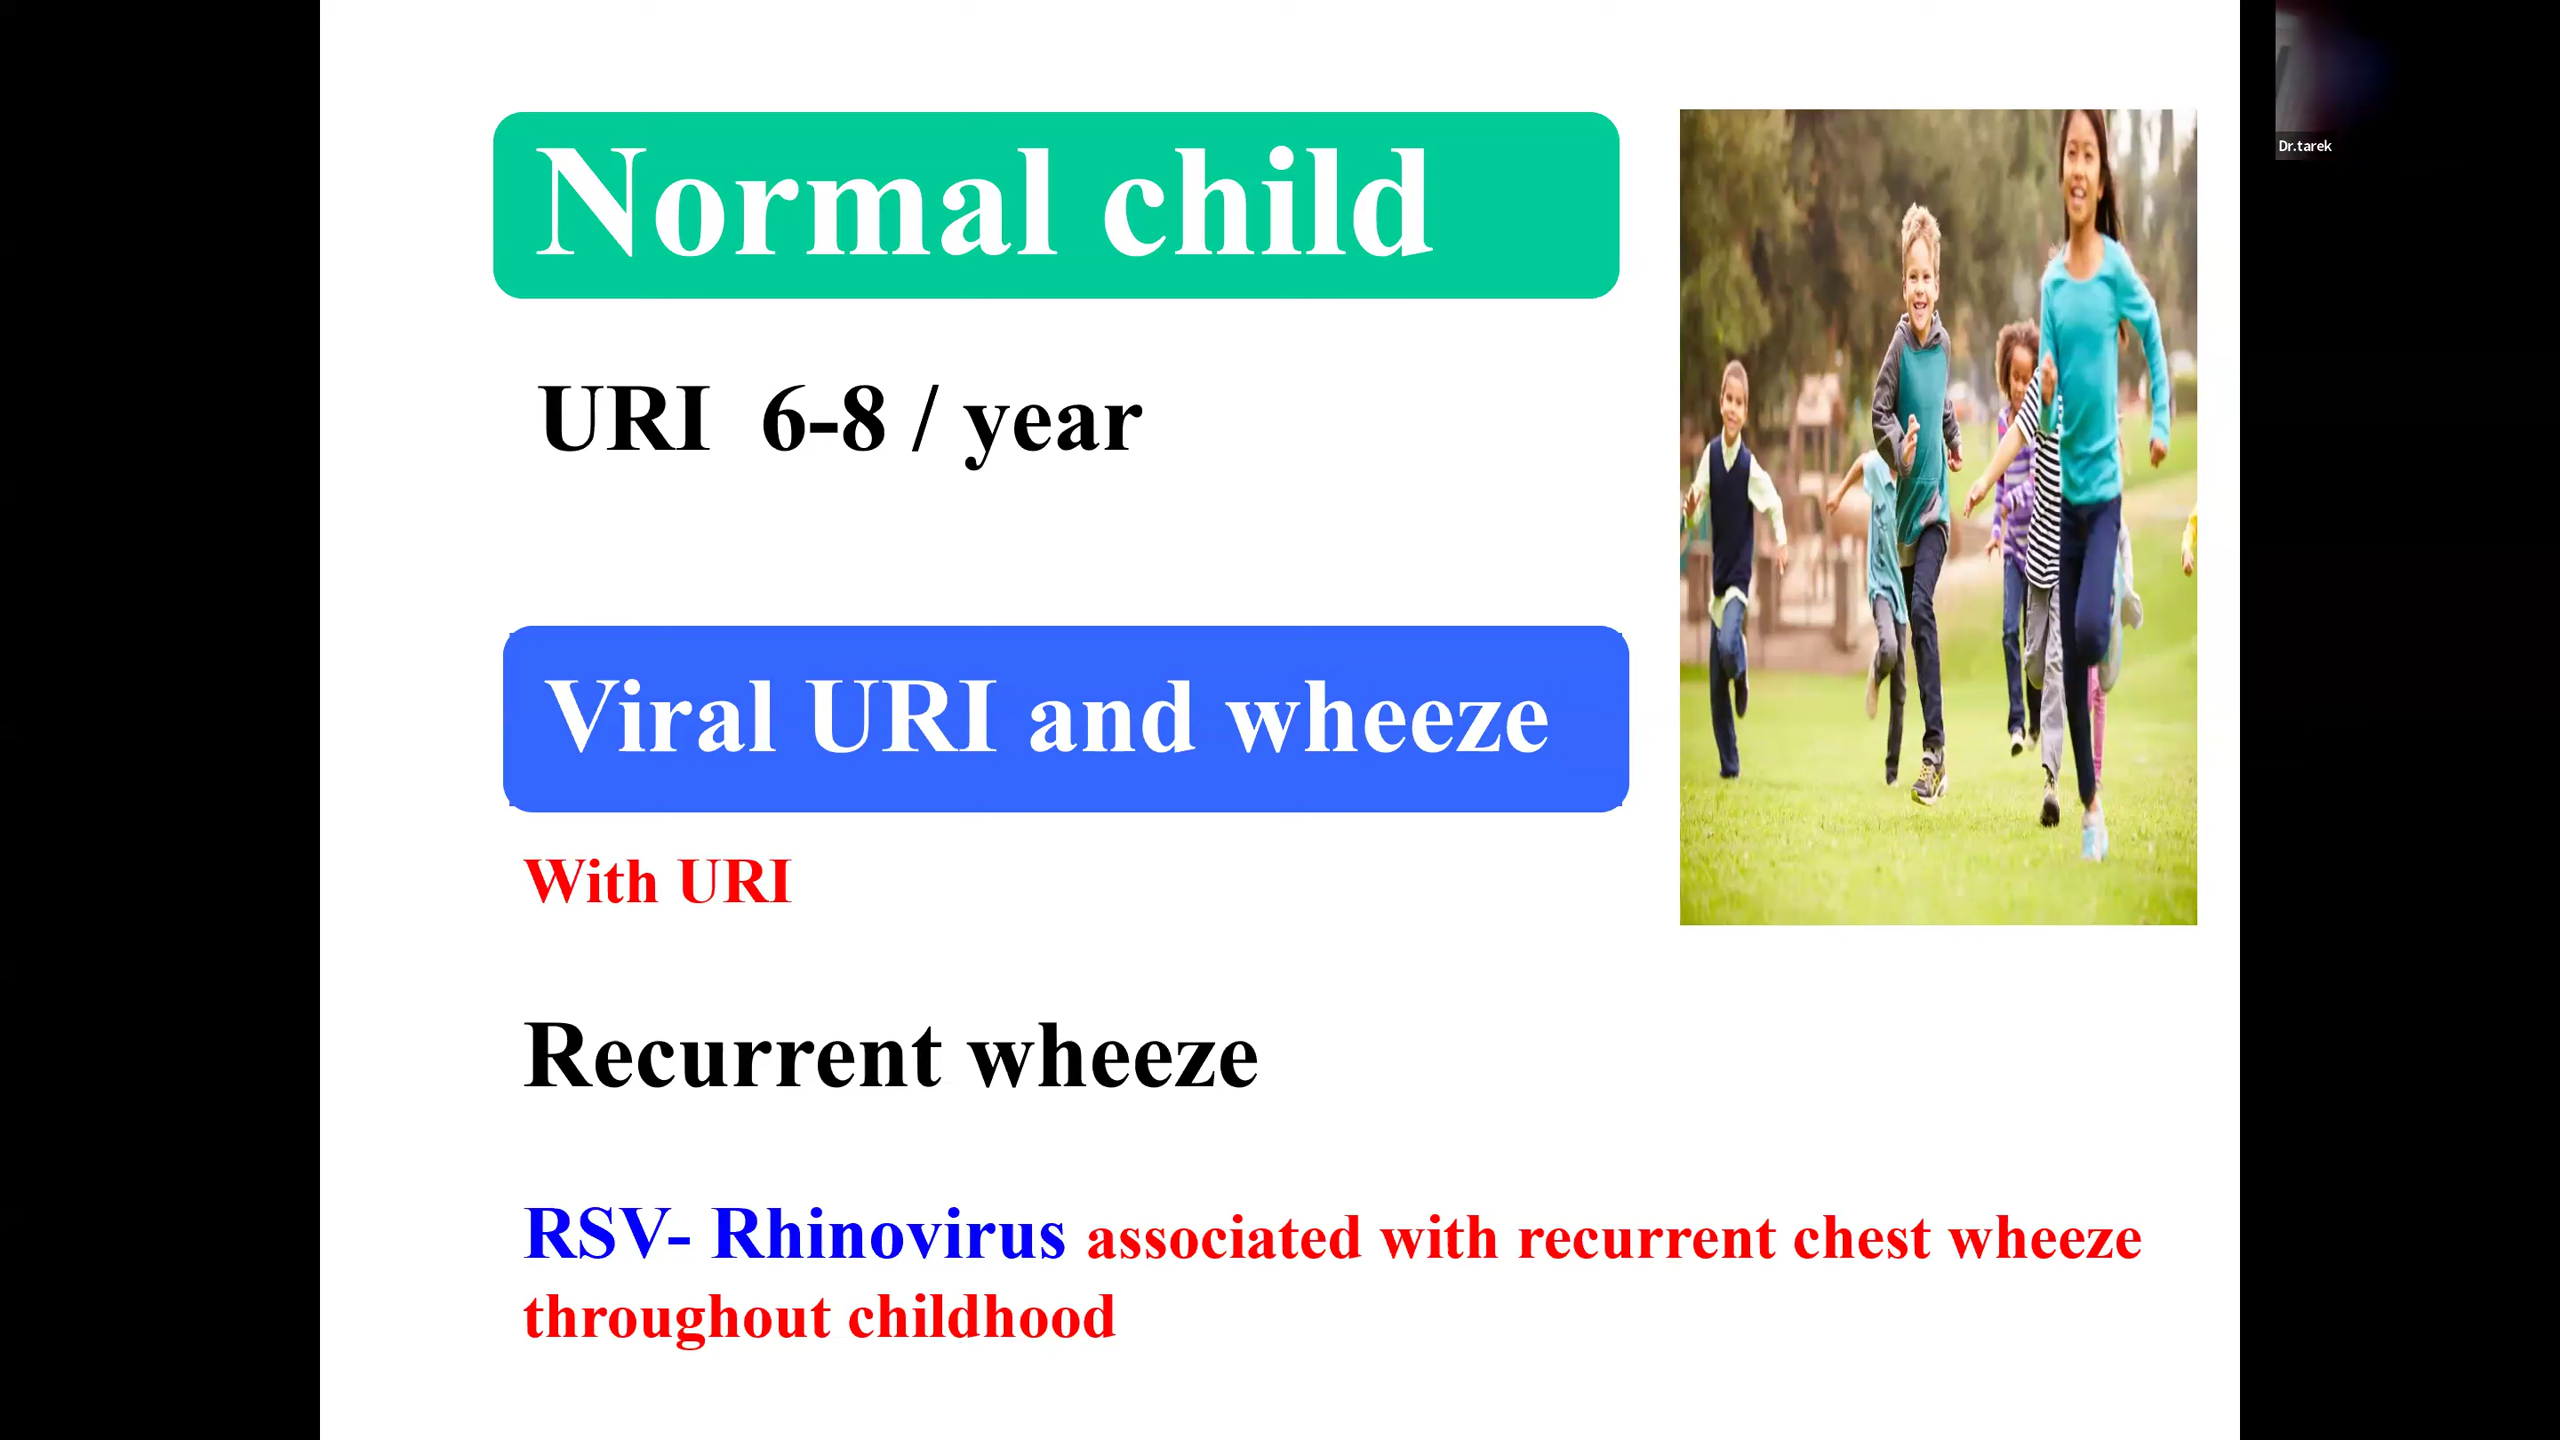 Normal child
URI 6-8 / year
Viral URI and wheeze
With URI
Recurrent wheeze
RSV- Rhinovirus associated with recurrent chest wheeze
throughout childhood
Dr.tarek